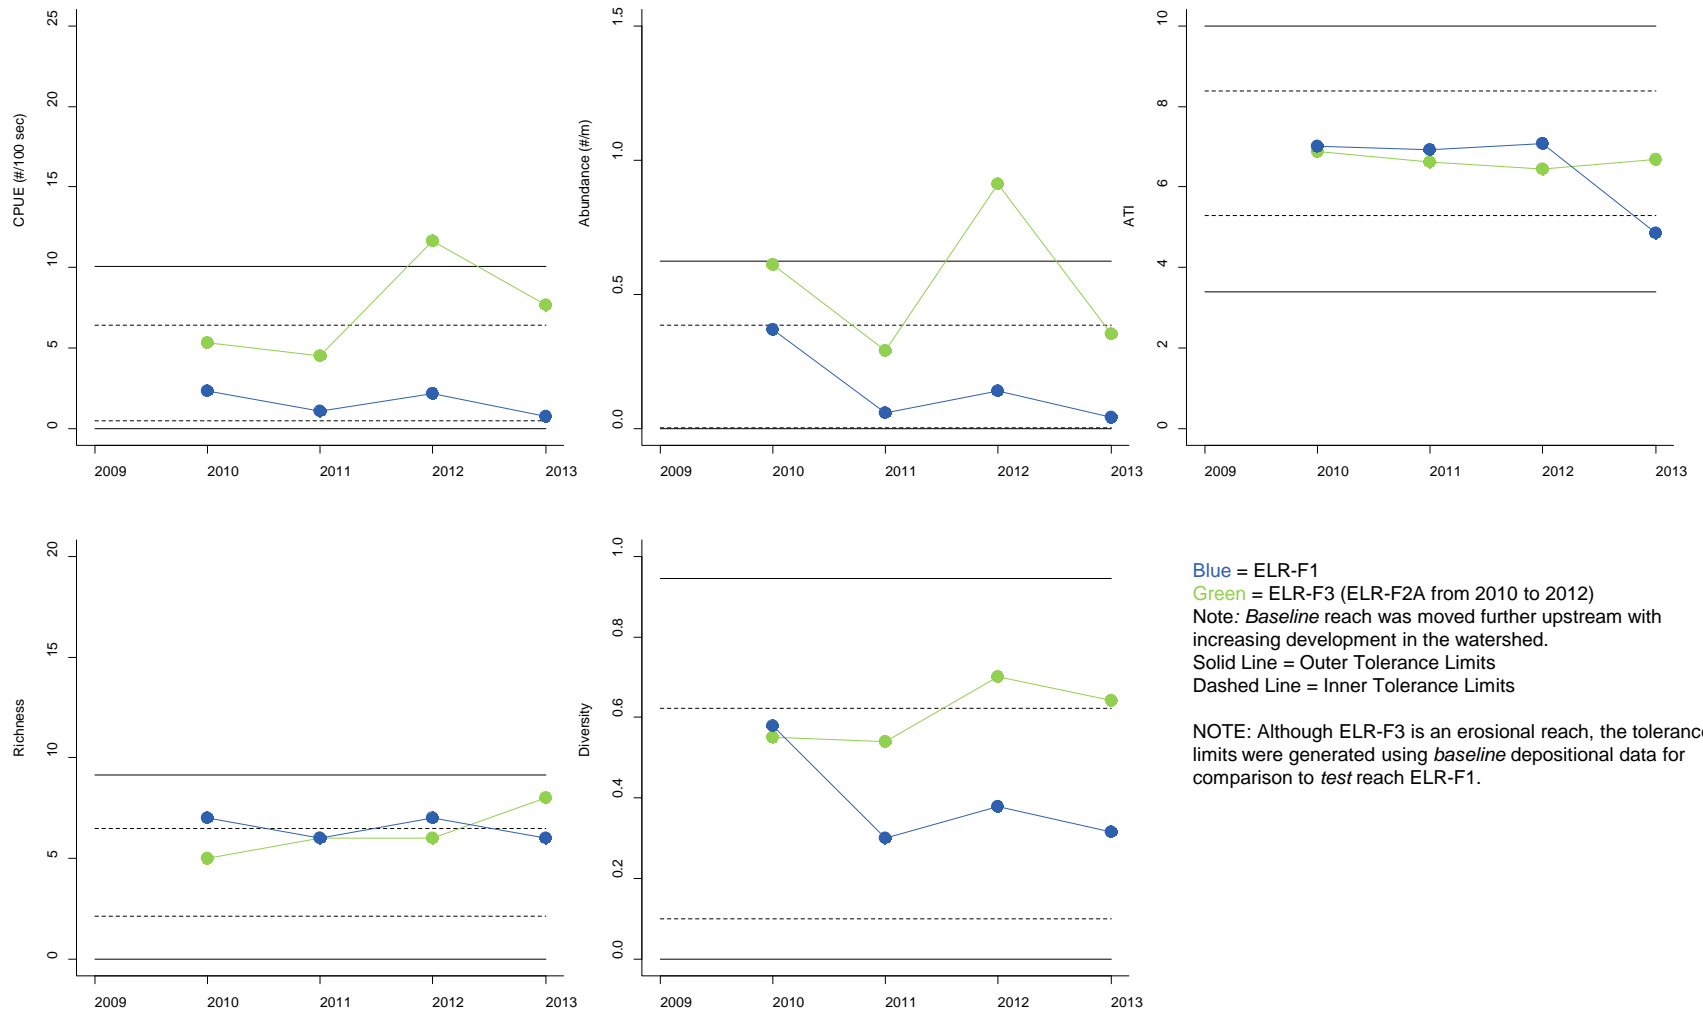 CPUE (#/100 sec)
25
20
15
10
5
0
2009 2010 2011 2012 2013
Abundance (#/m)
1.5
1.0
0.5
0.0
2009 2010 2011 2012 2013
ATI
10
8
6
4
2
0
2009 2010 2011 2012 2013
Richness
20
15
10
5
0
2009 2010 2011 2012 2013
Diversity
1.0
0.8
0.6
0.4
0.2
0.0
2009 2010 2011 2012 2013
Blue = ELR-F1
Green = ELR-F3 (ELR-F2A from 2010 to 2012)
Note: Baseline reach was moved further upstream with
increasing development in the watershed.
Solid Line = Outer Tolerance Limits
Dashed Line = Inner Tolerance Limits
NOTE: Although ELR-F3 is an erosional reach, the tolerance
limits were generated using baseline depositional data for
comparison to test reach ELR-F1.